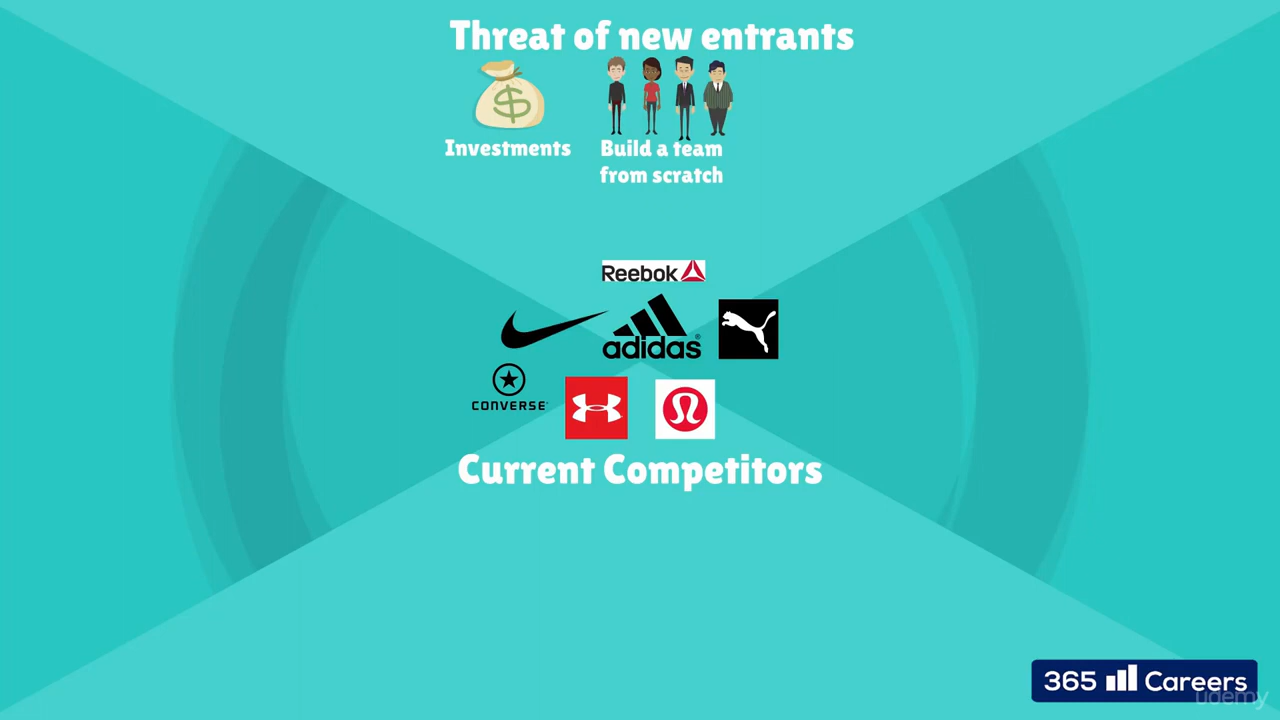 Threat of new entrants
$
Investments
Build a team
from scratch
Reebok
adidas
CONVERSE
Current Competitors
365 Careers
udemy